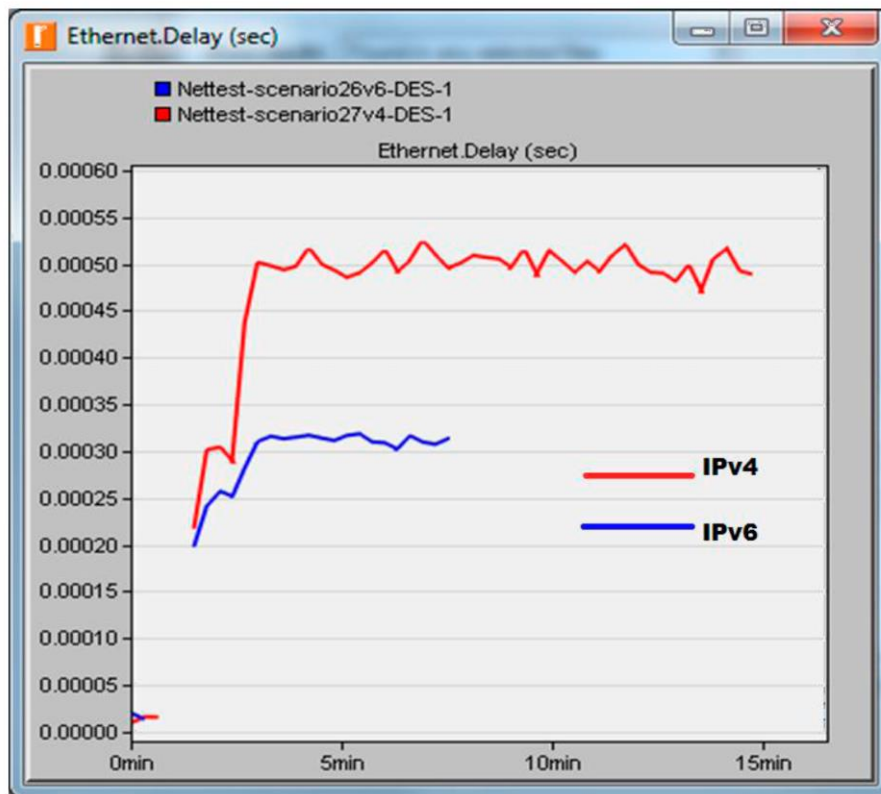 Ethernet.Delay (sec)
Nettest-scenario26v6-DES-1
Nettest-scenario27v4-DES-1
Ethernet.Delay (sec)
0.00060
0.00055
0.00050
0.00045
0.00040
0.00035
0.00030
0.00025
0.00020
0.00015
0.00010
0.00005
0.00000
IPv4
IPv6
0min
5min
10min
15min